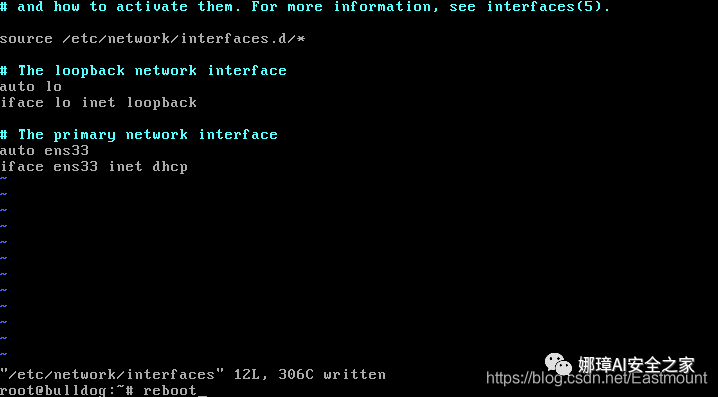 # and how to activate them. For more information, see interfaces(5).
source /etc/network/interfaces.d/*
# The loopback network interface
auto lo
iface lo inet loopback
# The primary network interface
auto ens33
iface ens33 inet dhcp
~
~
~
~
~
~
~
~
~
~
~
~
"/etc/network/interfaces" 12L, 306C written
root@bulldog:~# reboot_
娜璋AI安全之家
https://blog.csdn.net/Eastmount